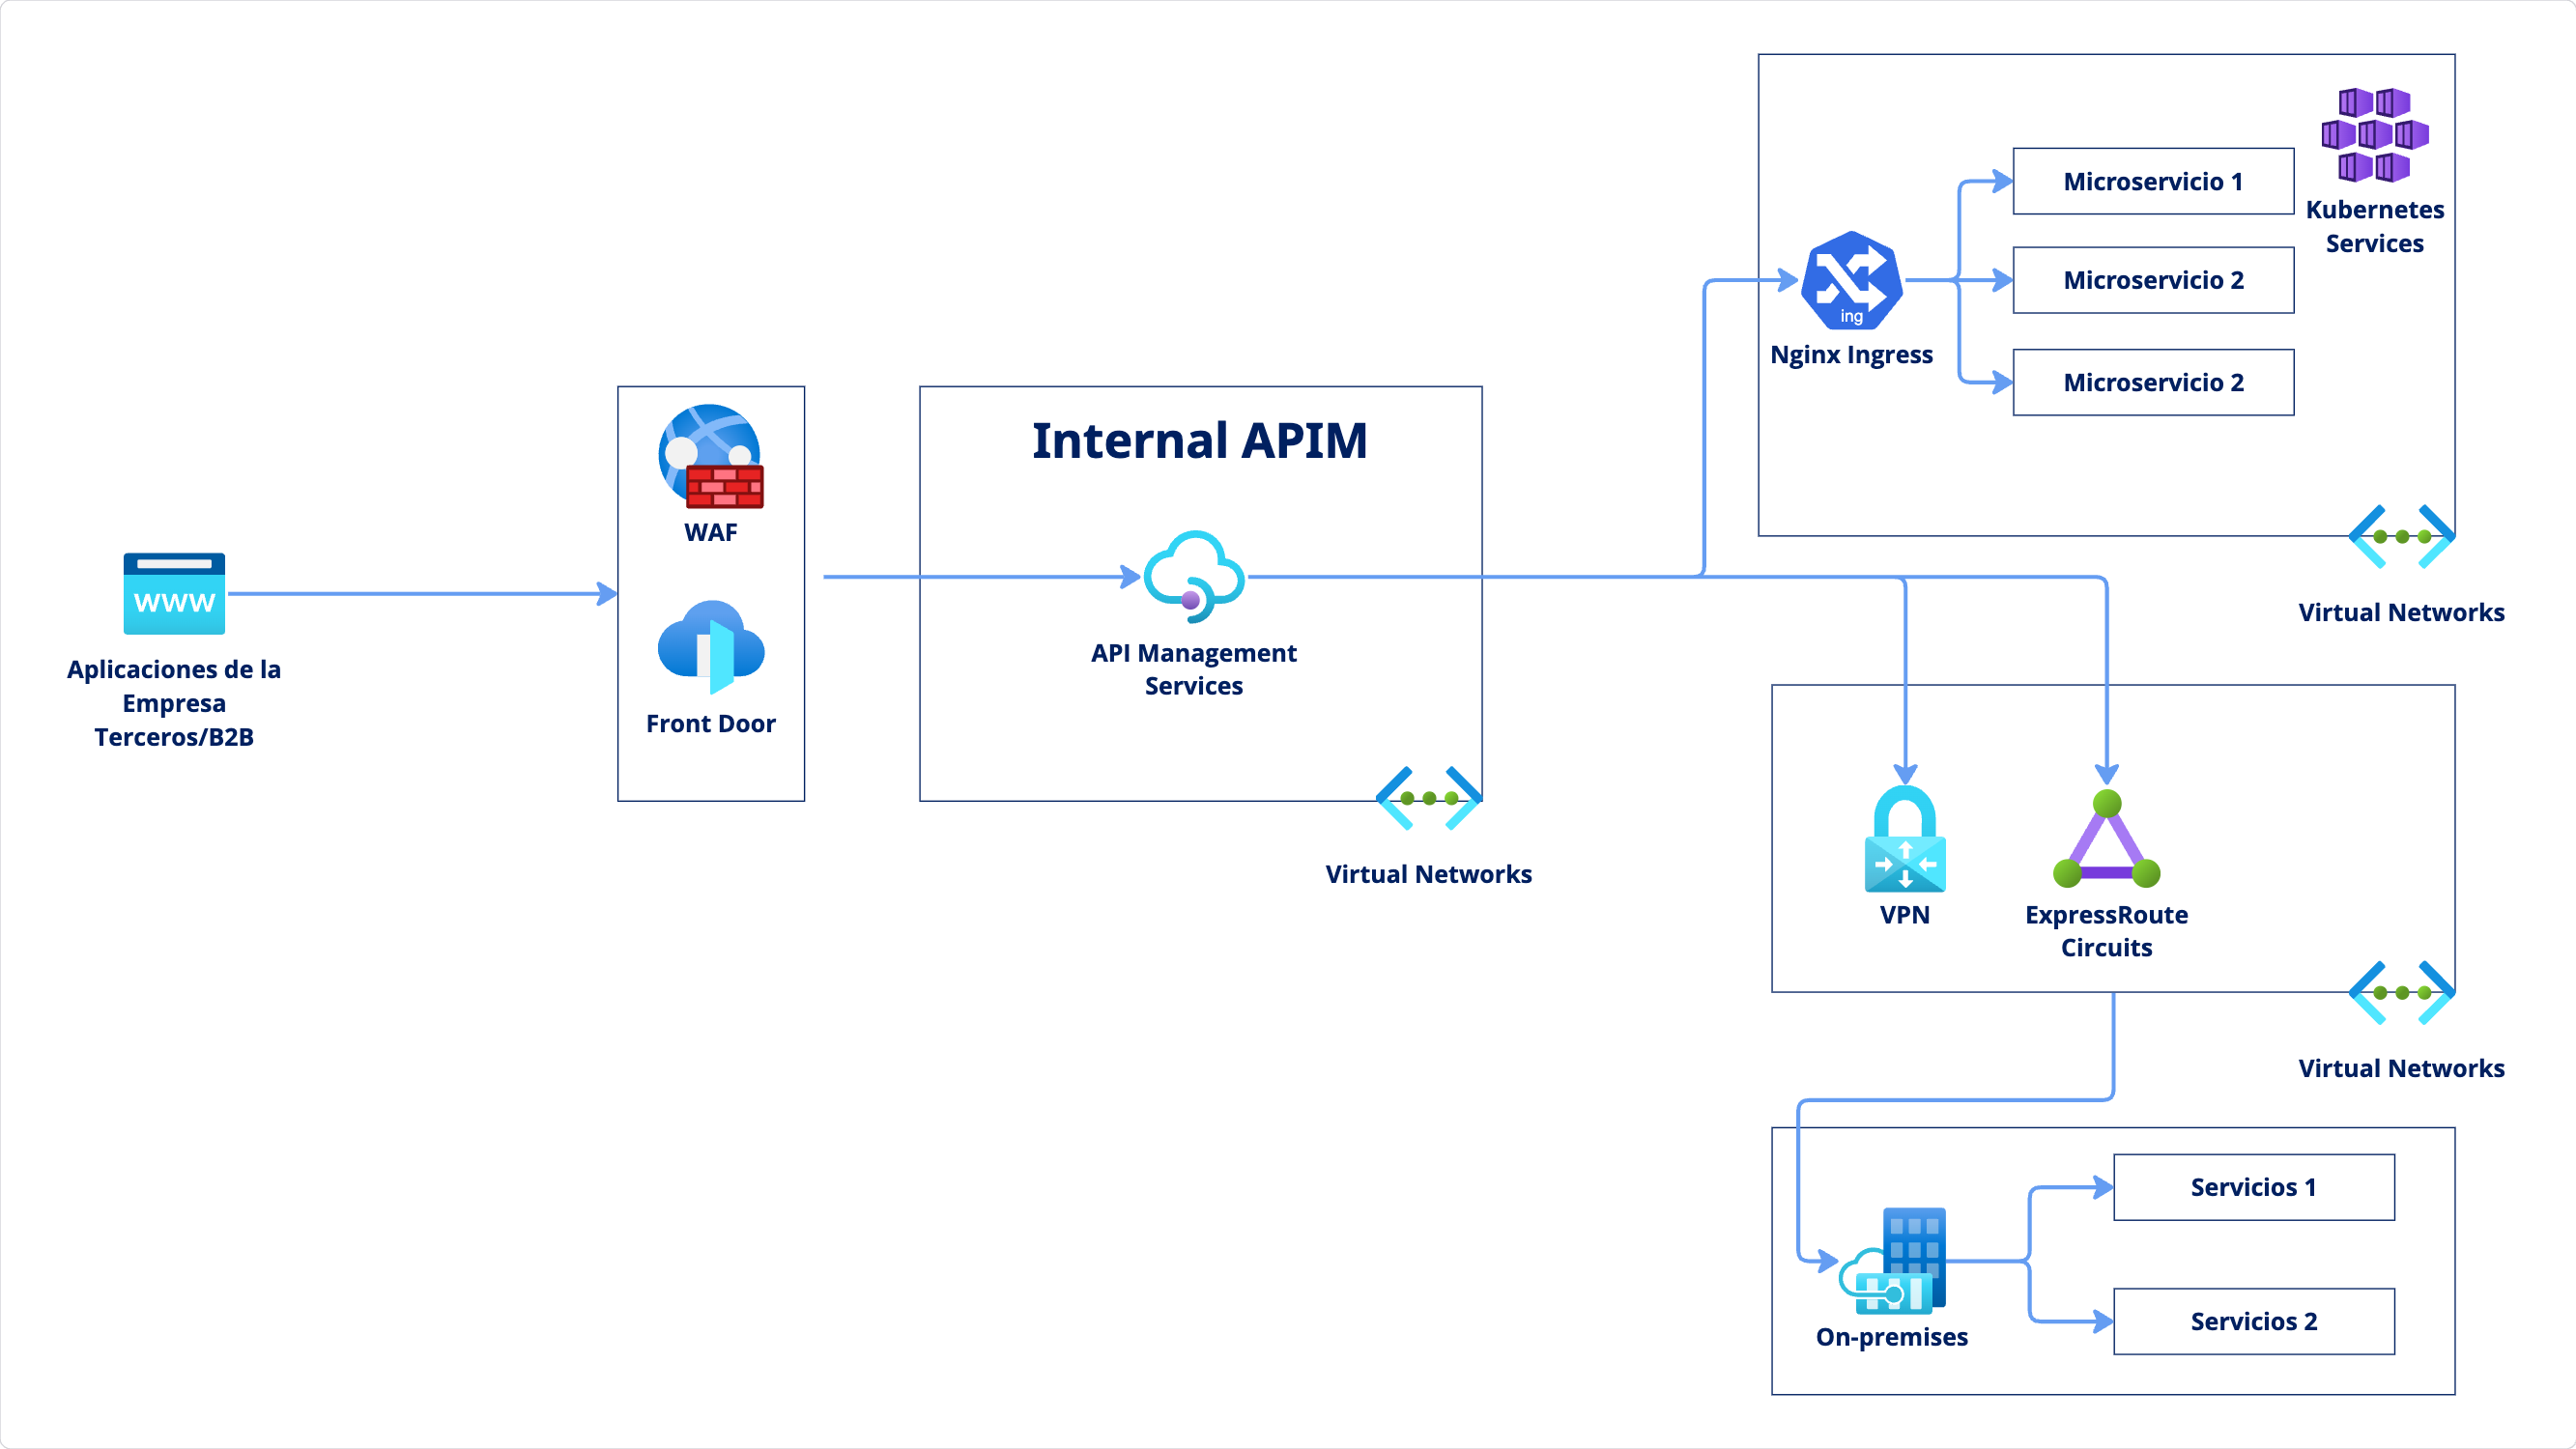 Kubernetes
Services
Microservicio 1
Microservicio 2
Microservicio 2
ing
Nginx Ingress
Virtual Networks
WWW
Aplicaciones de la
Empresa
Terceros/B2B
WAF
Front Door
Internal APIM
API Management
Services
Virtual Networks
VPN
ExpressRoute
Circuits
Virtual Networks
On-premises
Servicios 1
Servicios 2